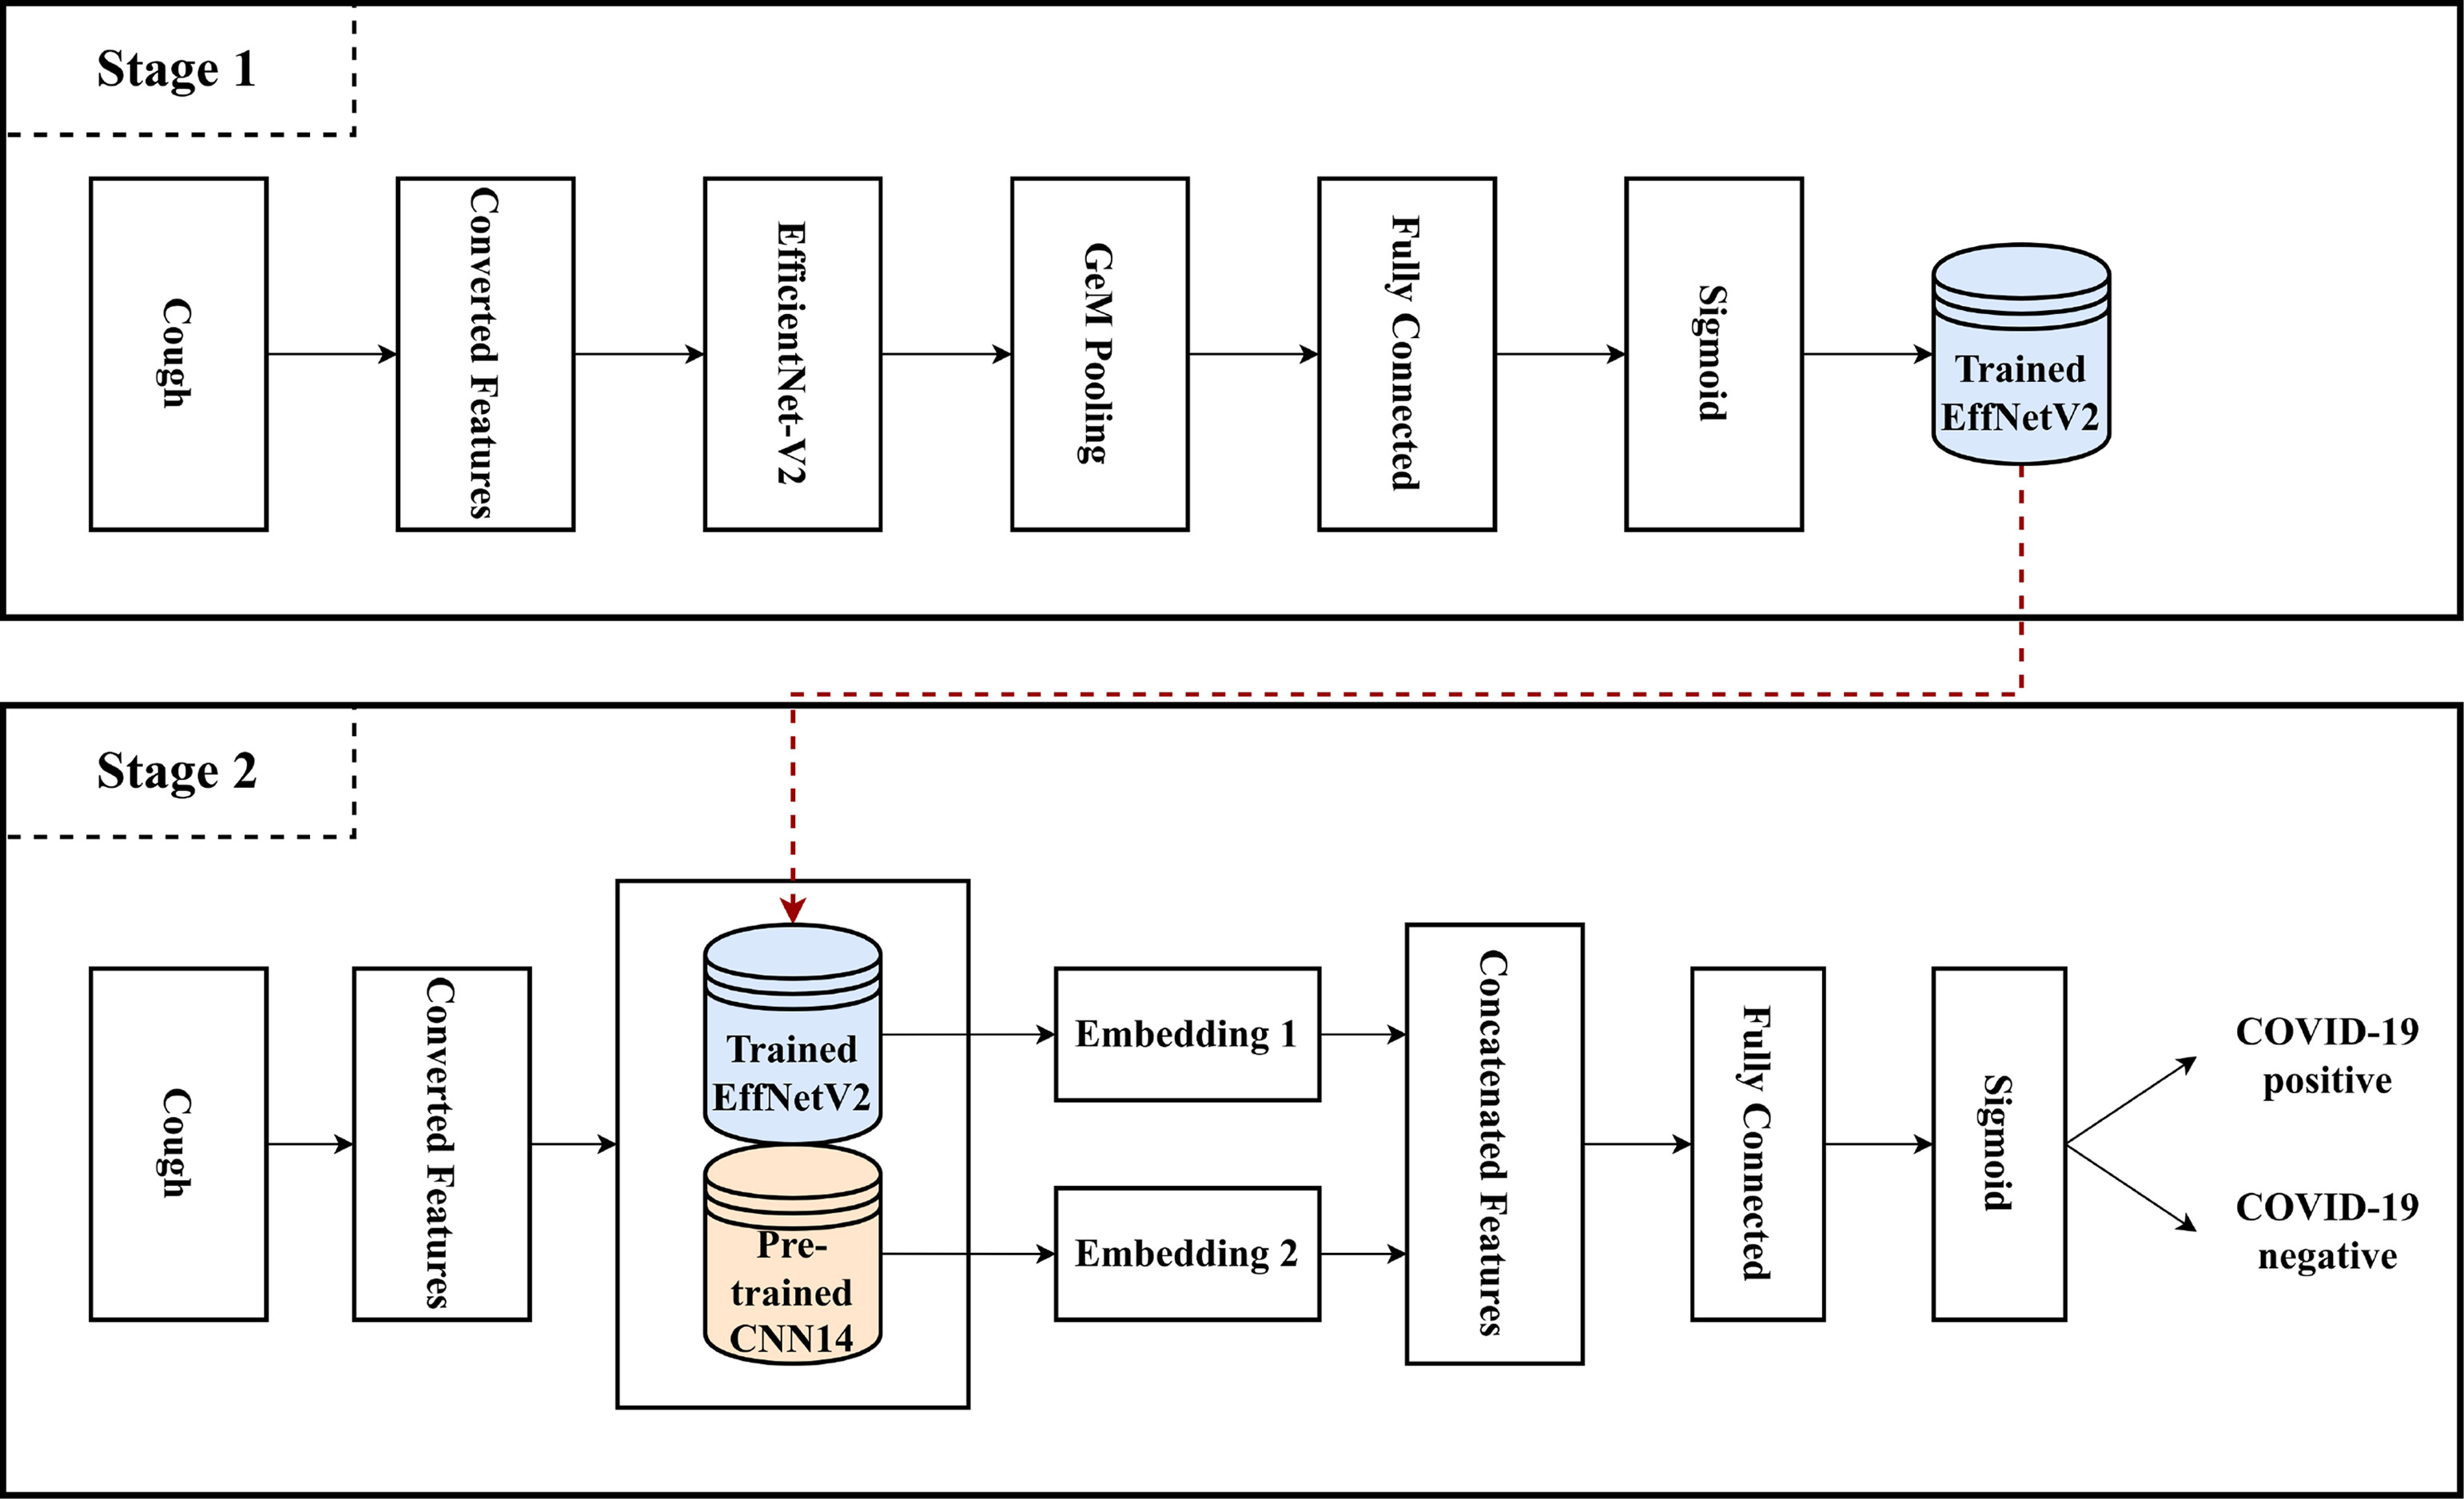 Stage 1
Cough
Converted Features
EfficientNet-V2
GeM Pooling
Fully Connected
Sigmoid
Trained
EffNetV2
Stage 2
Cough
Converted Features
Trained
EffNetV2
Pre-
trained
CNN14
Embedding 1
Embedding 2
Concatenated Features
Fully Connected
Sigmoid
COVID-19
positive
COVID-19
negative